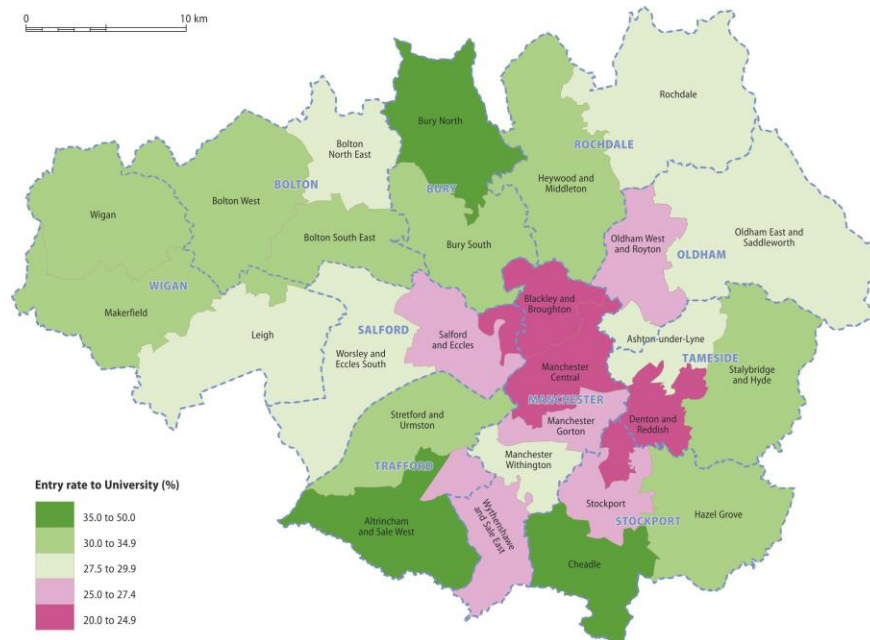 0 10 km
Bury North
Rochdale
Bolton
North East
ROCHDALE
BOLTON
BURY
Heywood and
Middleton
Wigan
Bolton West
Bolton South East
Bury South
Oldham West
and Royton
Oldham East and
Saddleworth
OLDHAM
WIGAN
Makerfield
Blackley and
Broughton
Leigh
SALFORD
Salford
and Eccles
Ashton-under-Lyne
Worsley and
Eccles South
TAMESIDE
Manchester
Central
Stalybridge
and Hyde
MANCHESTER
Stretford and
Urmston
Manchester
Gorton
Denton and
Reddish
Manchester
Withington
TRAFFORD
Entry rate to University (%)
Stockport
STOCKPORT
Hazel Grove
35.0 to 50.0
Altrincham
and Sale West
Wythenshawe
and Sale East
30.0 to 34.9
Cheadle
27.5 to 29.9
25.0 to 27.4
20.0 to 24.9